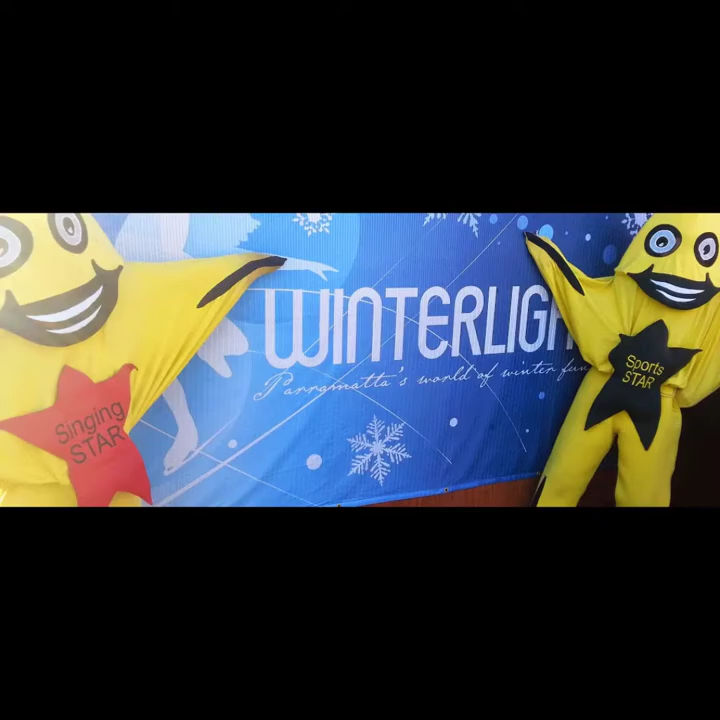 WINTERLIGH
Parramatta's world of winter fun
Singing
STAR
Sports
STAR